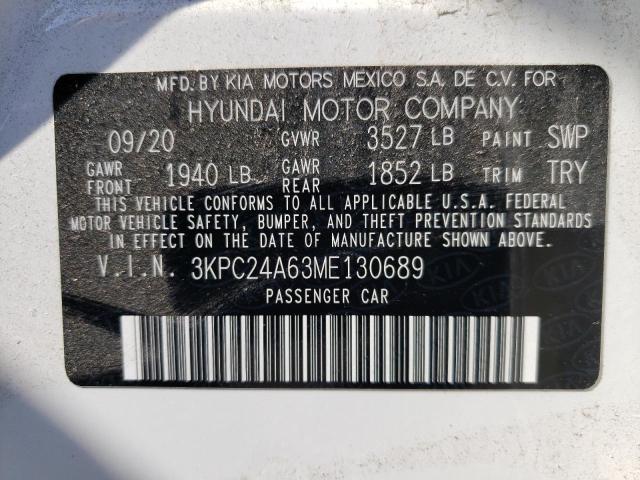 MFD. BY KIA MOTORS MEXICO S.A. DE C.V. FOR
HYUNDAI MOTOR COMPANY
09/20 GVWR 3527 LB PAINT SWP
GAWR FRONT 1940 LB GAWR REAR 1852 LB TRIM TRY
THIS VEHICLE CONFORMS TO ALL APPLICABLE U.S.A. FEDERAL
MOTOR VEHICLE SAFETY, BUMPER, AND THEFT PREVENTION STANDARDS
IN EFFECT ON THE DATE OF MANUFACTURE SHOWN ABOVE.
V.I.N. 3KPC24A63ME130689
PASSENGER CAR